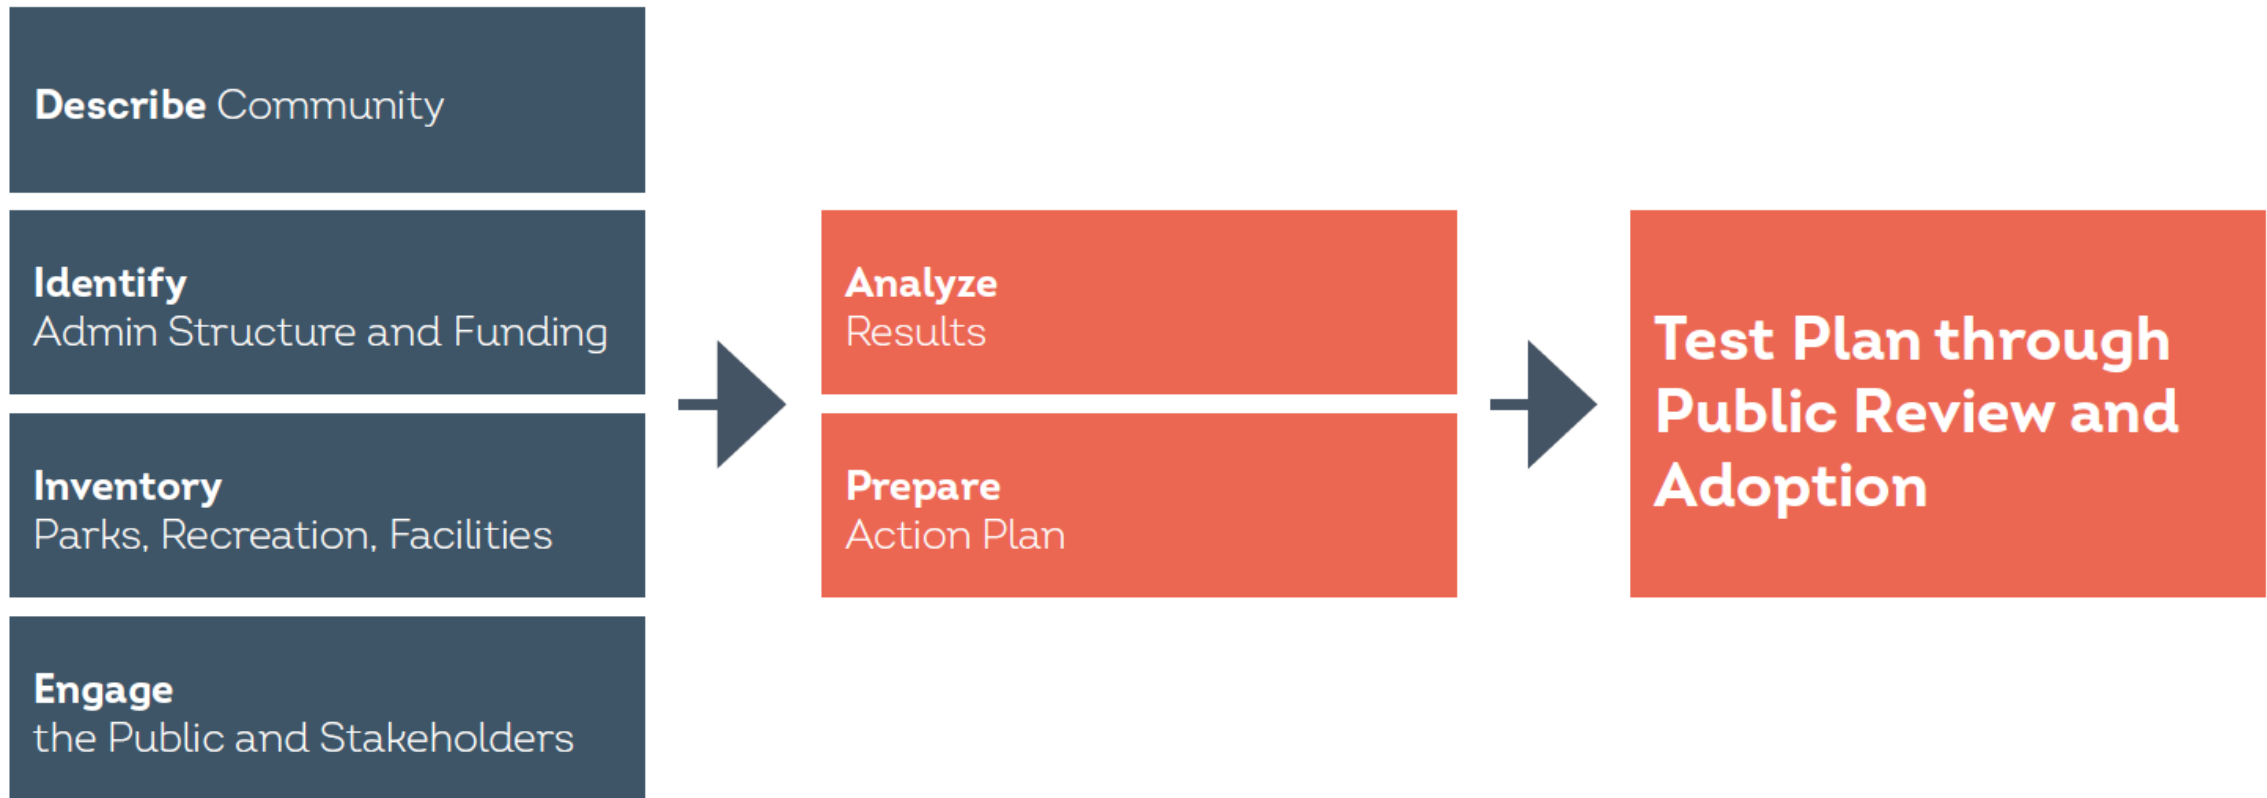 Describe Community
Identify
Admin Structure and Funding
Inventory
Parks, Recreation, Facilities
Engage
the Public and Stakeholders
Analyze
Results
Prepare
Action Plan
Test Plan through
Public Review and
Adoption